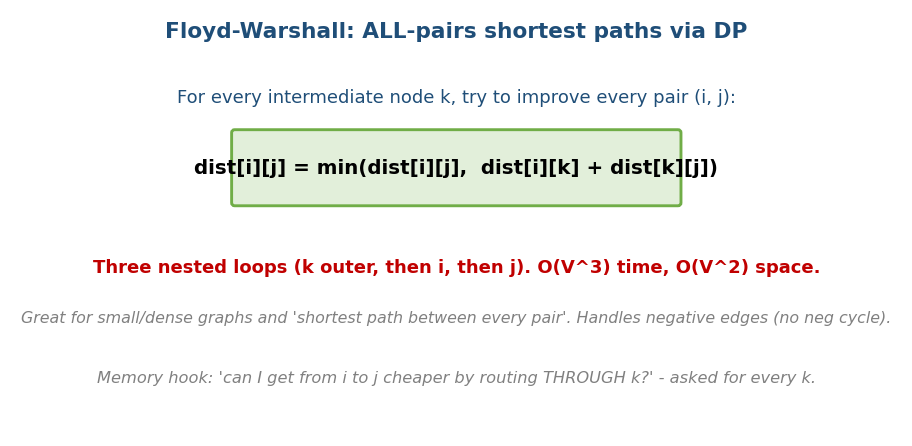 Floyd-Warshall: ALL-pairs shortest paths via DP
For every intermediate node k, try to improve every pair (i, j):
dist[i][j] = min(dist[i][j],  dist[i][k] + dist[k][j])
Three nested loops (k outer, then i, then j). O(V^3) time, O(V^2) space.
Great for small/dense graphs and 'shortest path between every pair'. Handles negative edges (no neg cycle).
Memory hook: 'can I get from i to j cheaper by routing THROUGH k?' - asked for every k.